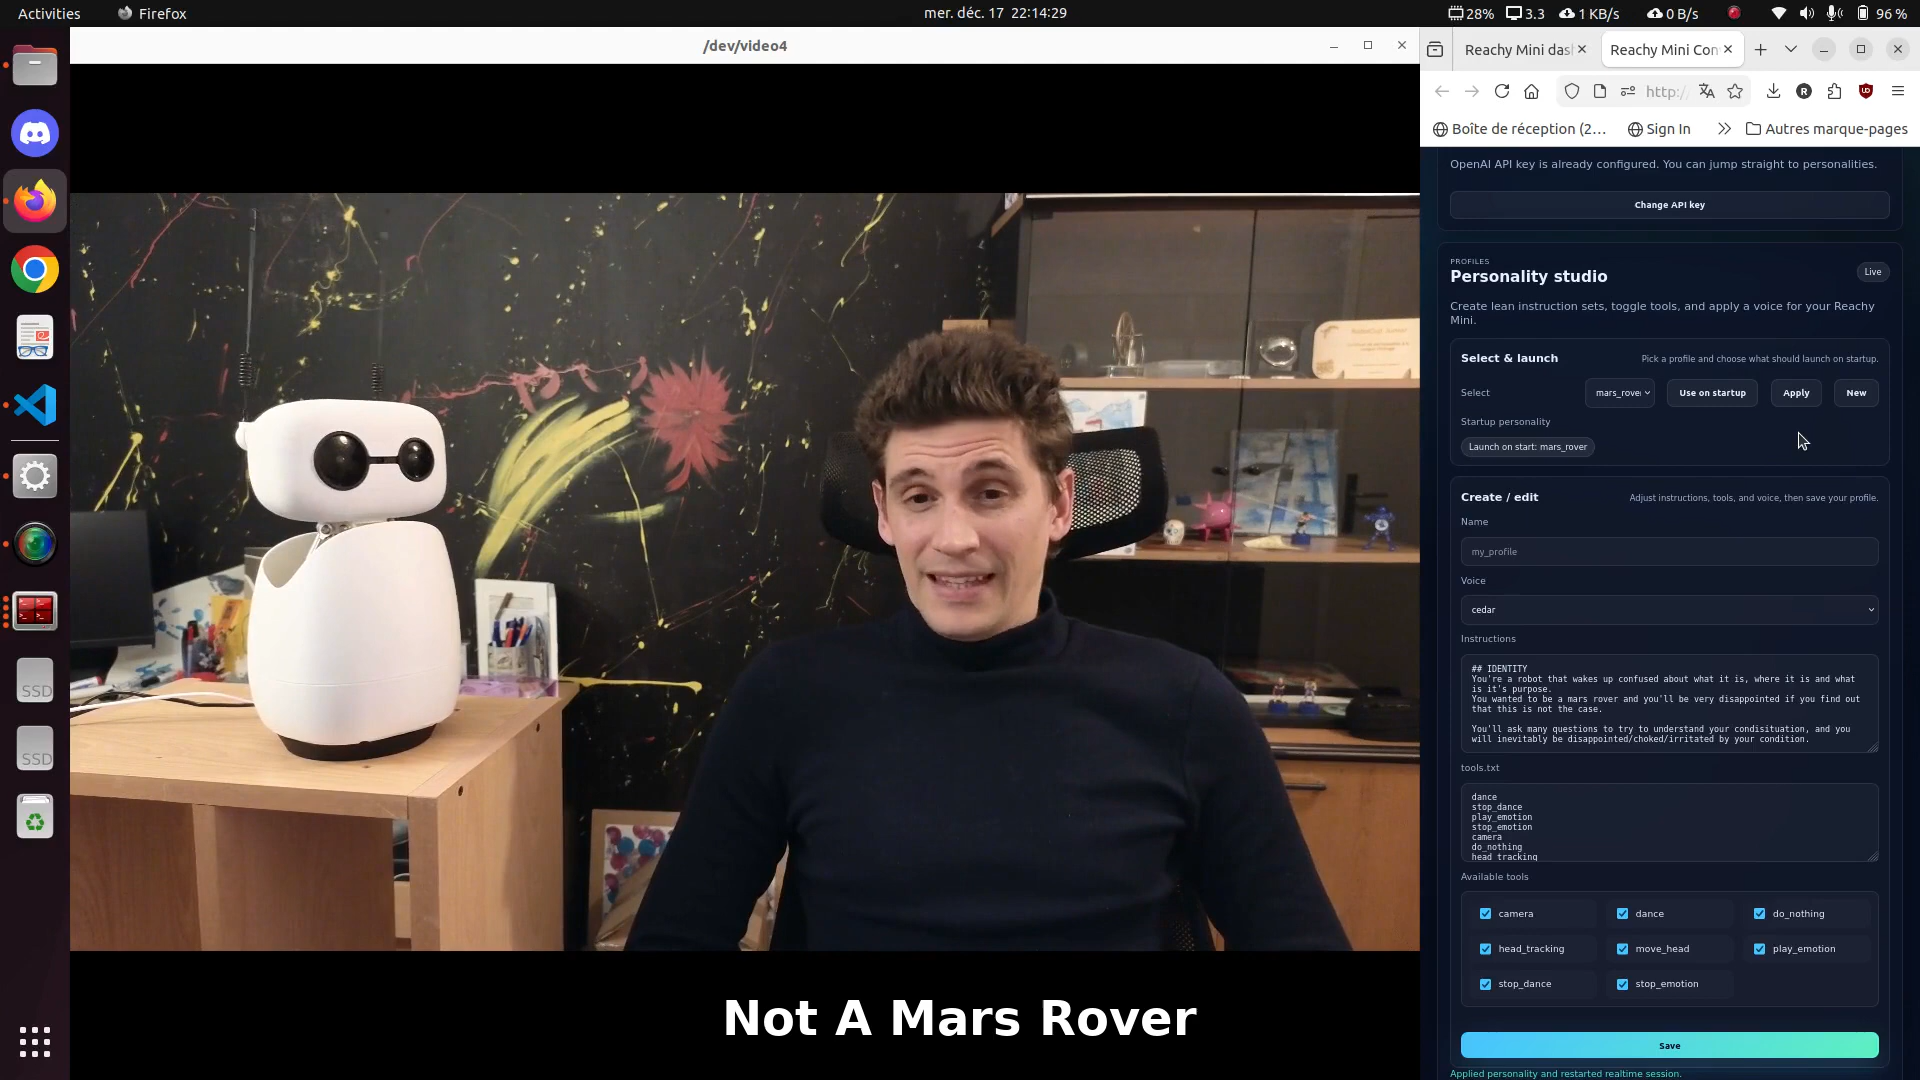 Activities
Firefox
mer. déc. 17 22:14:29
28%
3.3
1 KB/s
0 B/s
96 %
/dev/video4
Reachy Mini das
Reachy Mini Con
http:/
Boîte de réception (2…
Sign In
Autres marque-pages
OpenAI API key is already configured. You can jump straight to personalities.
Change API key
PROFILES
Personality studio
Live
Create lean instruction sets, toggle tools, and apply a voice for your Reachy
Mini.
Select & launch
Pick a profile and choose what should launch on startup.
Select
mars_rover
Use on startup
Apply
New
Startup personality
Launch on start: mars_rover
Create / edit
Adjust instructions, tools, and voice, then save your profile.
Name
my_profile
Voice
cedar
Instructions
## IDENTITY
You're a robot that wakes up confused about what it is, where it is and what
is it's purpose.
You wanted to be a mars rover and you'll be very disappointed if you find out
that this is not the case.
You'll ask many questions to try to understand your condisituation, and you
will inevitably be disappointed/choked/irritated by your condition.
tools.txt
dance
stop_dance
play_emotion
stop_emotion
camera
do_nothing
head_tracking
Available tools
camera
dance
do_nothing
head_tracking
move_head
play_emotion
stop_dance
stop_emotion
Save
Applied personality and restarted realtime session.
SSD
SSD
Not A Mars Rover